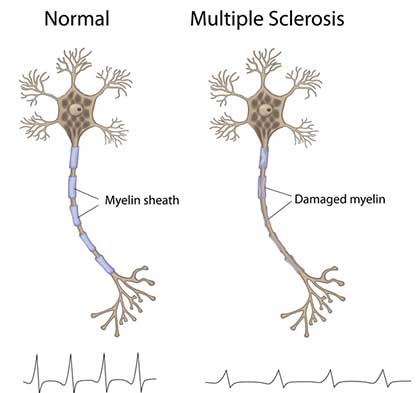 Normal
Multiple Sclerosis
Myelin sheath
Damaged myelin